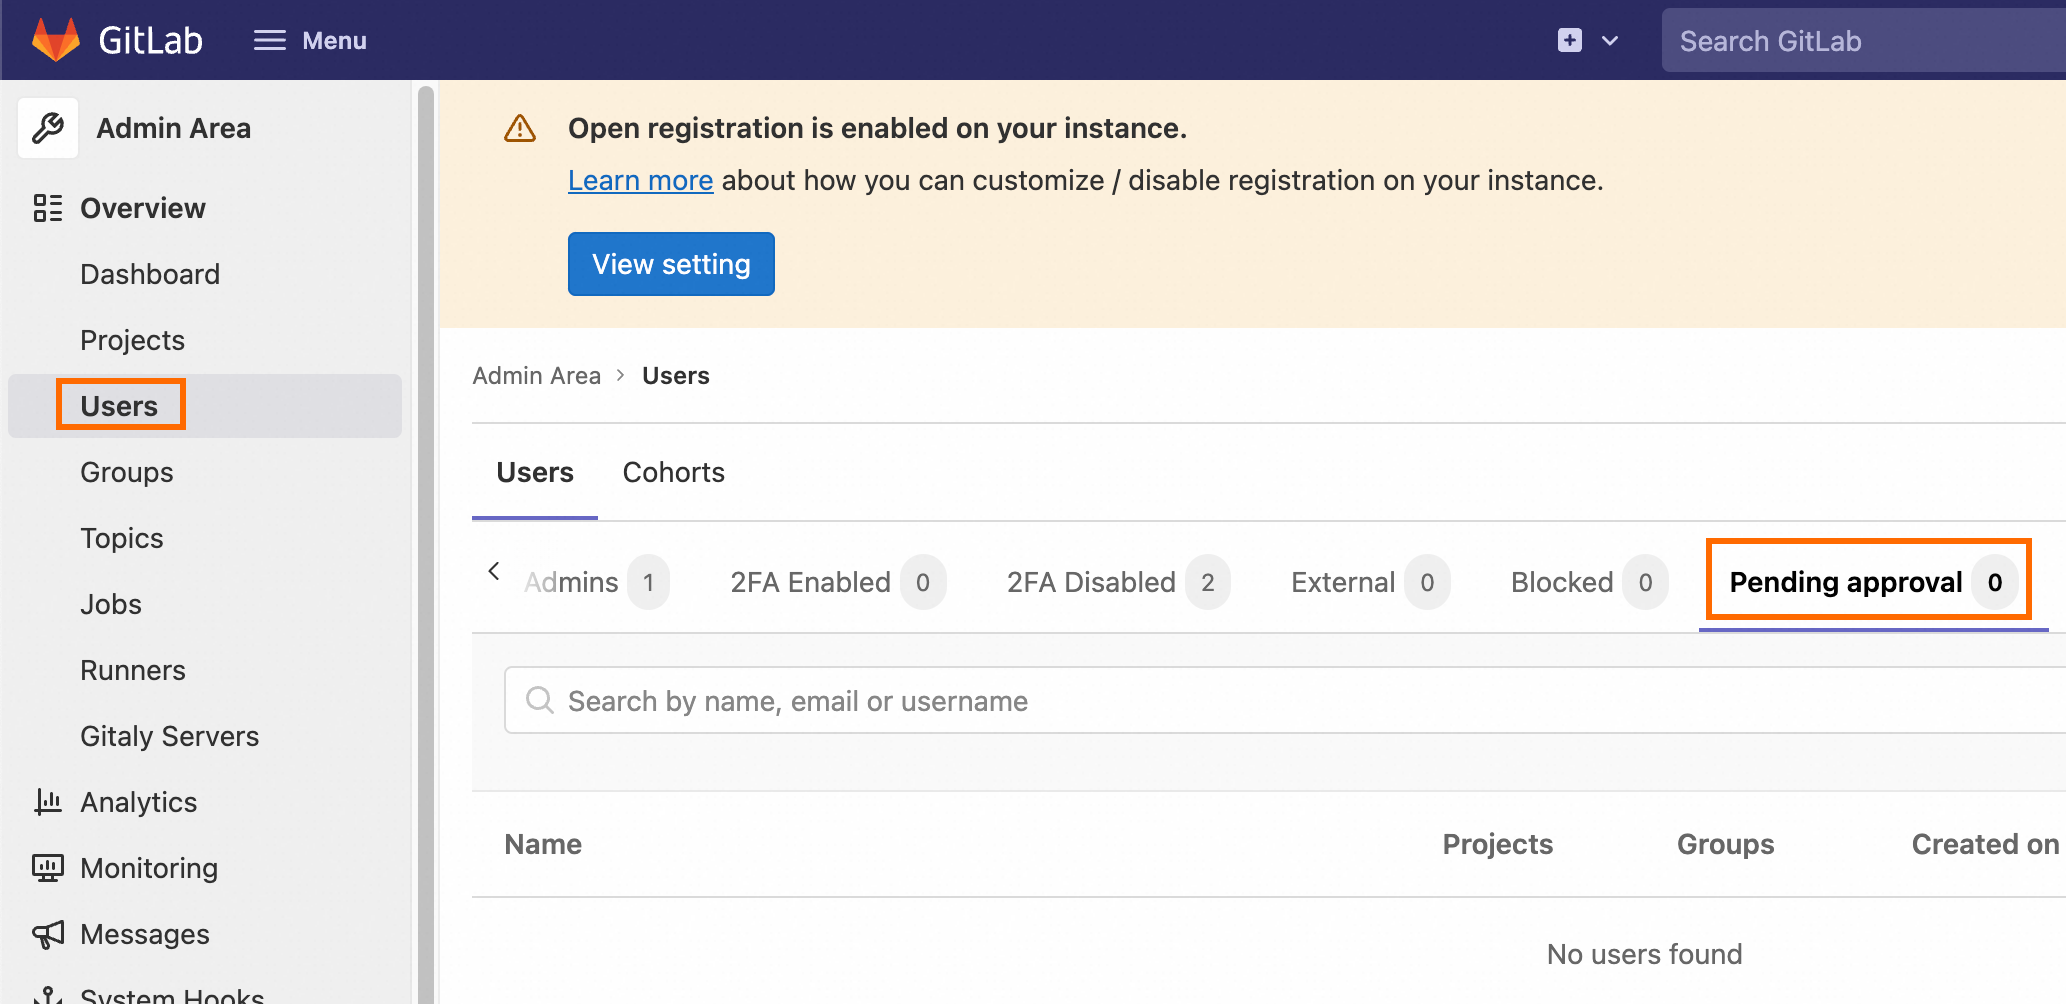 GitLab
Menu
Search GitLab
Admin Area
Overview
Dashboard
Projects
Users
Groups
Topics
Jobs
Runners
Gitaly Servers
Analytics
Monitoring
Messages
System Hooks
Open registration is enabled on your instance.
Learn more about how you can customize / disable registration on your instance.
View setting
Admin Area > Users
Users Cohorts
Admins 1 2FA Enabled 0 2FA Disabled 2 External 0 Blocked 0 Pending approval 0
Search by name, email or username
Name Projects Groups Created on
No users found